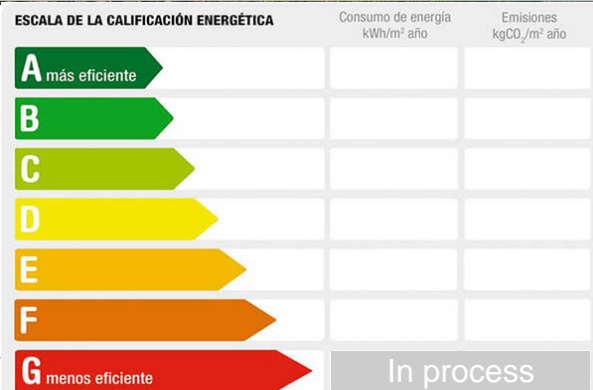 ESCALA DE LA CALIFICACIÓN ENERGÉTICA
Consumo de energía
kWh/m² año
Emisiones
kgCO₂/m² año
A más eficiente
B
C
D
E
F
G menos eficiente
In process